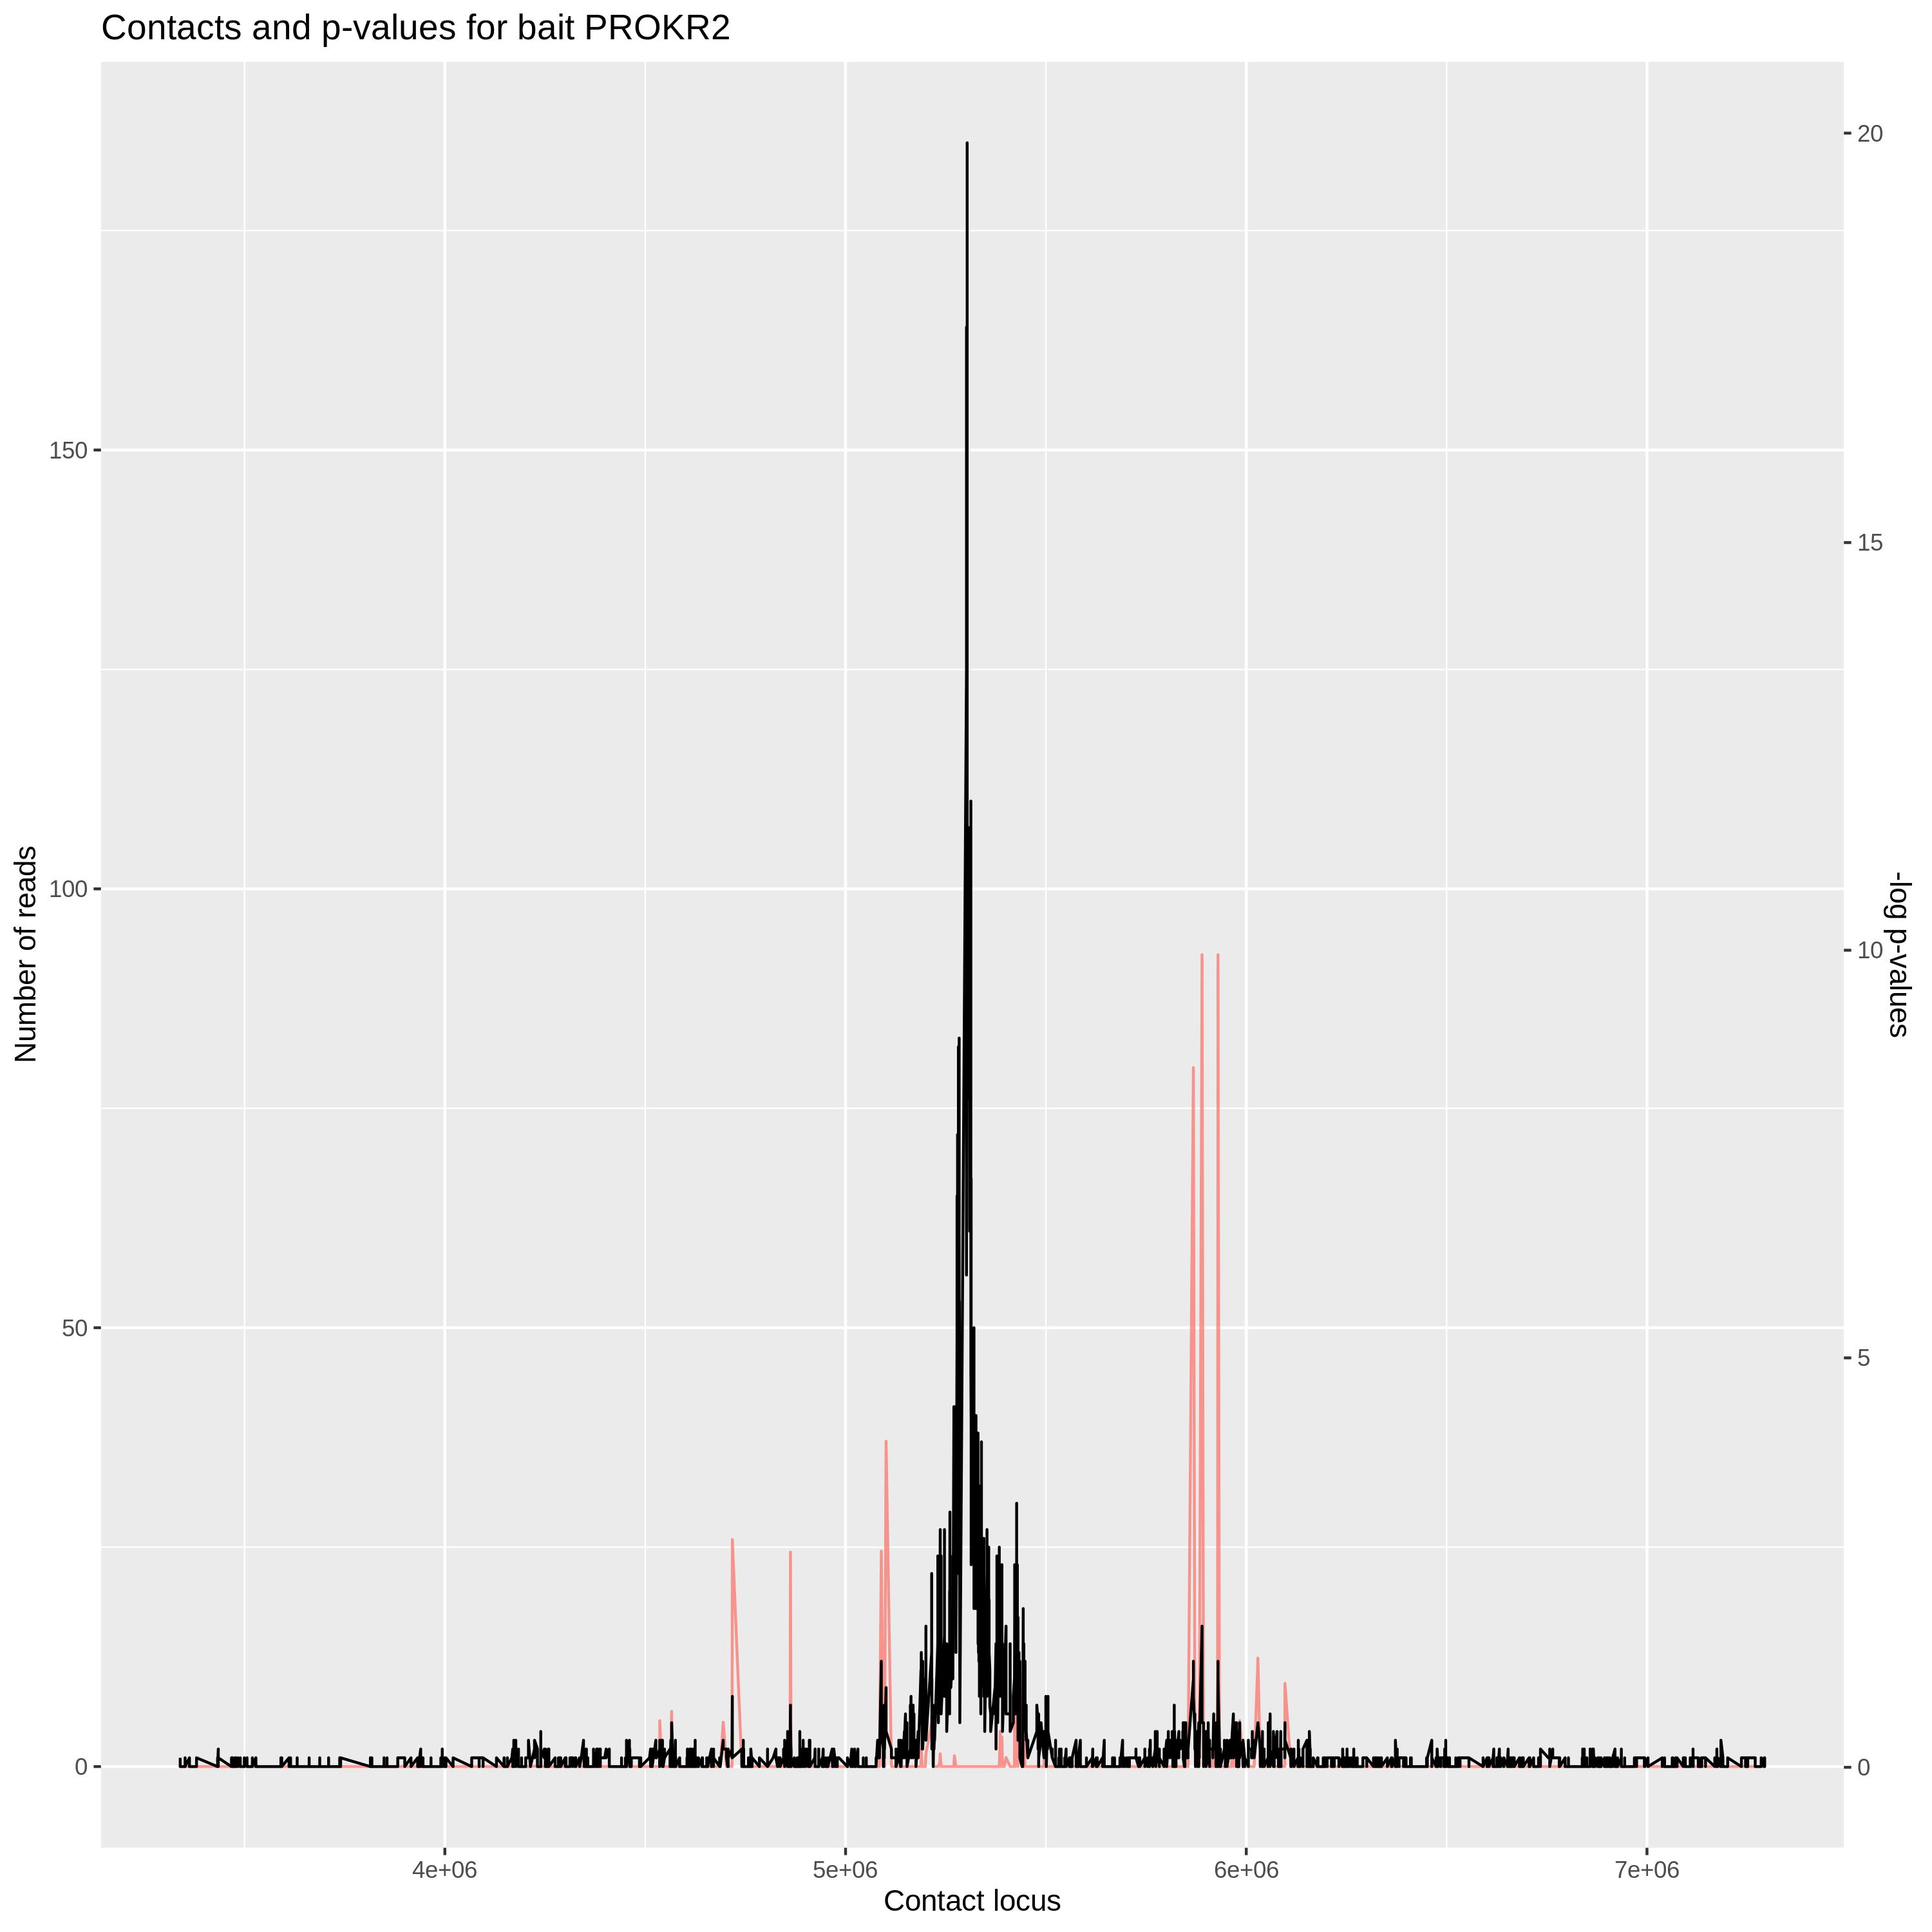 Contacts and p-values for bait PROKR2
Number of reads
150
100
50
0
20
15
10
5
0
-log p-values
4e+06
5e+06
6e+06
7e+06
Contact locus